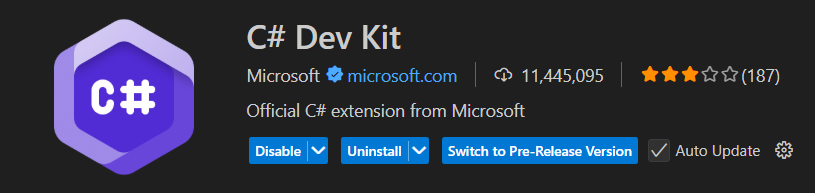 C# Dev Kit
C#
Microsoft microsoft.com 11,445,095 (187)
Official C# extension from Microsoft
Disable Uninstall Switch to Pre-Release Version Auto Update